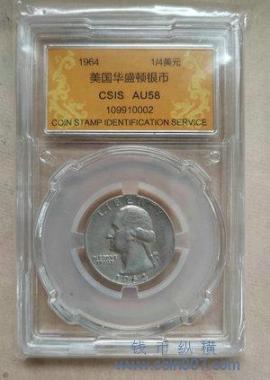 1964 1/4美元
美国华盛顿银币
CSIS AU58
109910002
COIN STAMP IDENTIFICATION SERVICE
LIBERTY
1964
钱币纵横